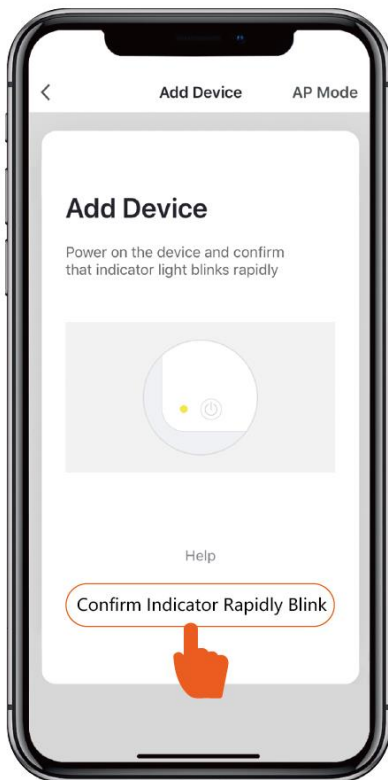 Add Device
AP Mode
Add Device
Power on the device and confirm
that indicator light blinks rapidly
Help
Confirm Indicator Rapidly Blink